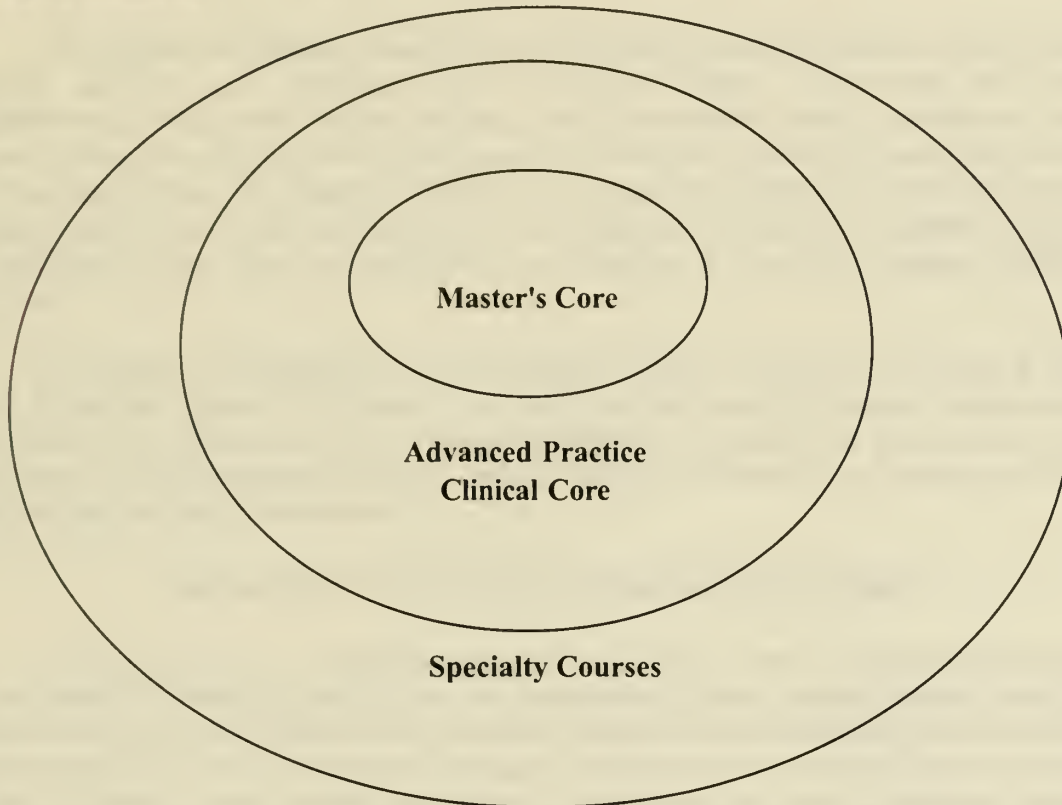 Master's Core
Advanced Practice
Clinical Core
Specialty Courses